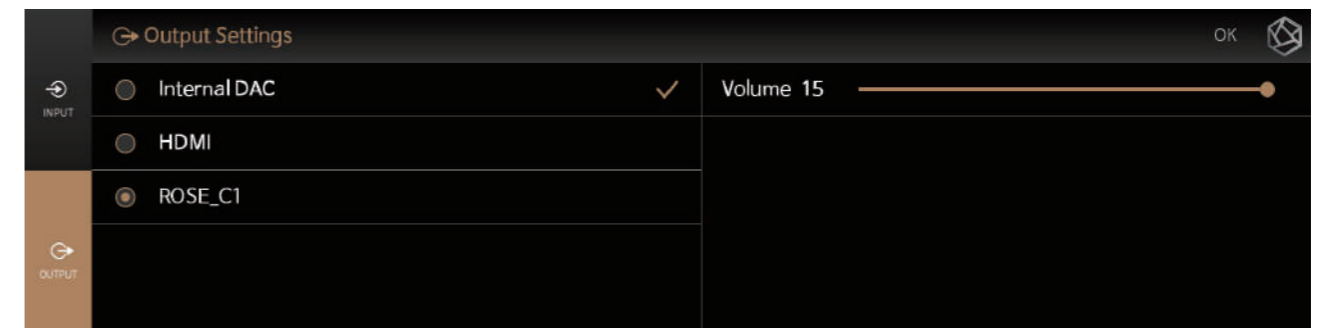 Output Settings
OK
INPUT
Internal DAC
Volume 15
HDMI
ROSE_C1
OUTPUT